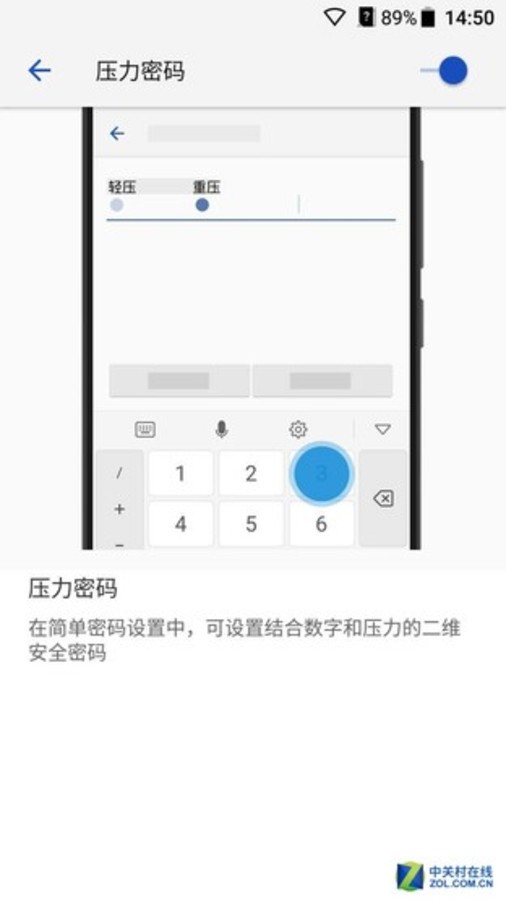 89% 14:50
压力密码
轻压 重压
/ 1 2 3
+ 4 5 6
-
压力密码
在简单密码设置中，可设置结合数字和压力的二维
安全密码
中关村在线
ZOL.COM.CN